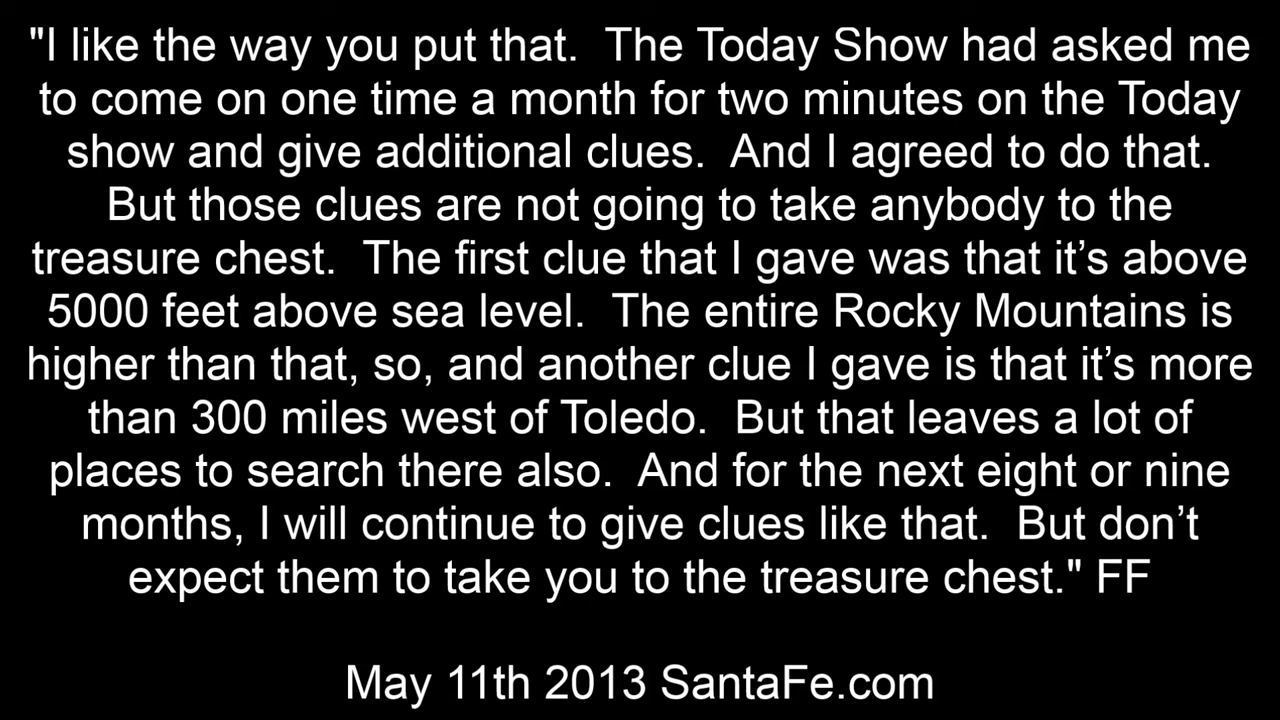 "I like the way you put that.  The Today Show had asked me
to come on one time a month for two minutes on the Today
show and give additional clues.  And I agreed to do that.
But those clues are not going to take anybody to the
treasure chest.  The first clue that I gave was that it’s above
5000 feet above sea level.  The entire Rocky Mountains is
higher than that, so, and another clue I gave is that it’s more
than 300 miles west of Toledo.  But that leaves a lot of
places to search there also.  And for the next eight or nine
months, I will continue to give clues like that.  But don’t
expect them to take you to the treasure chest." FF
May 11th 2013 SantaFe.com